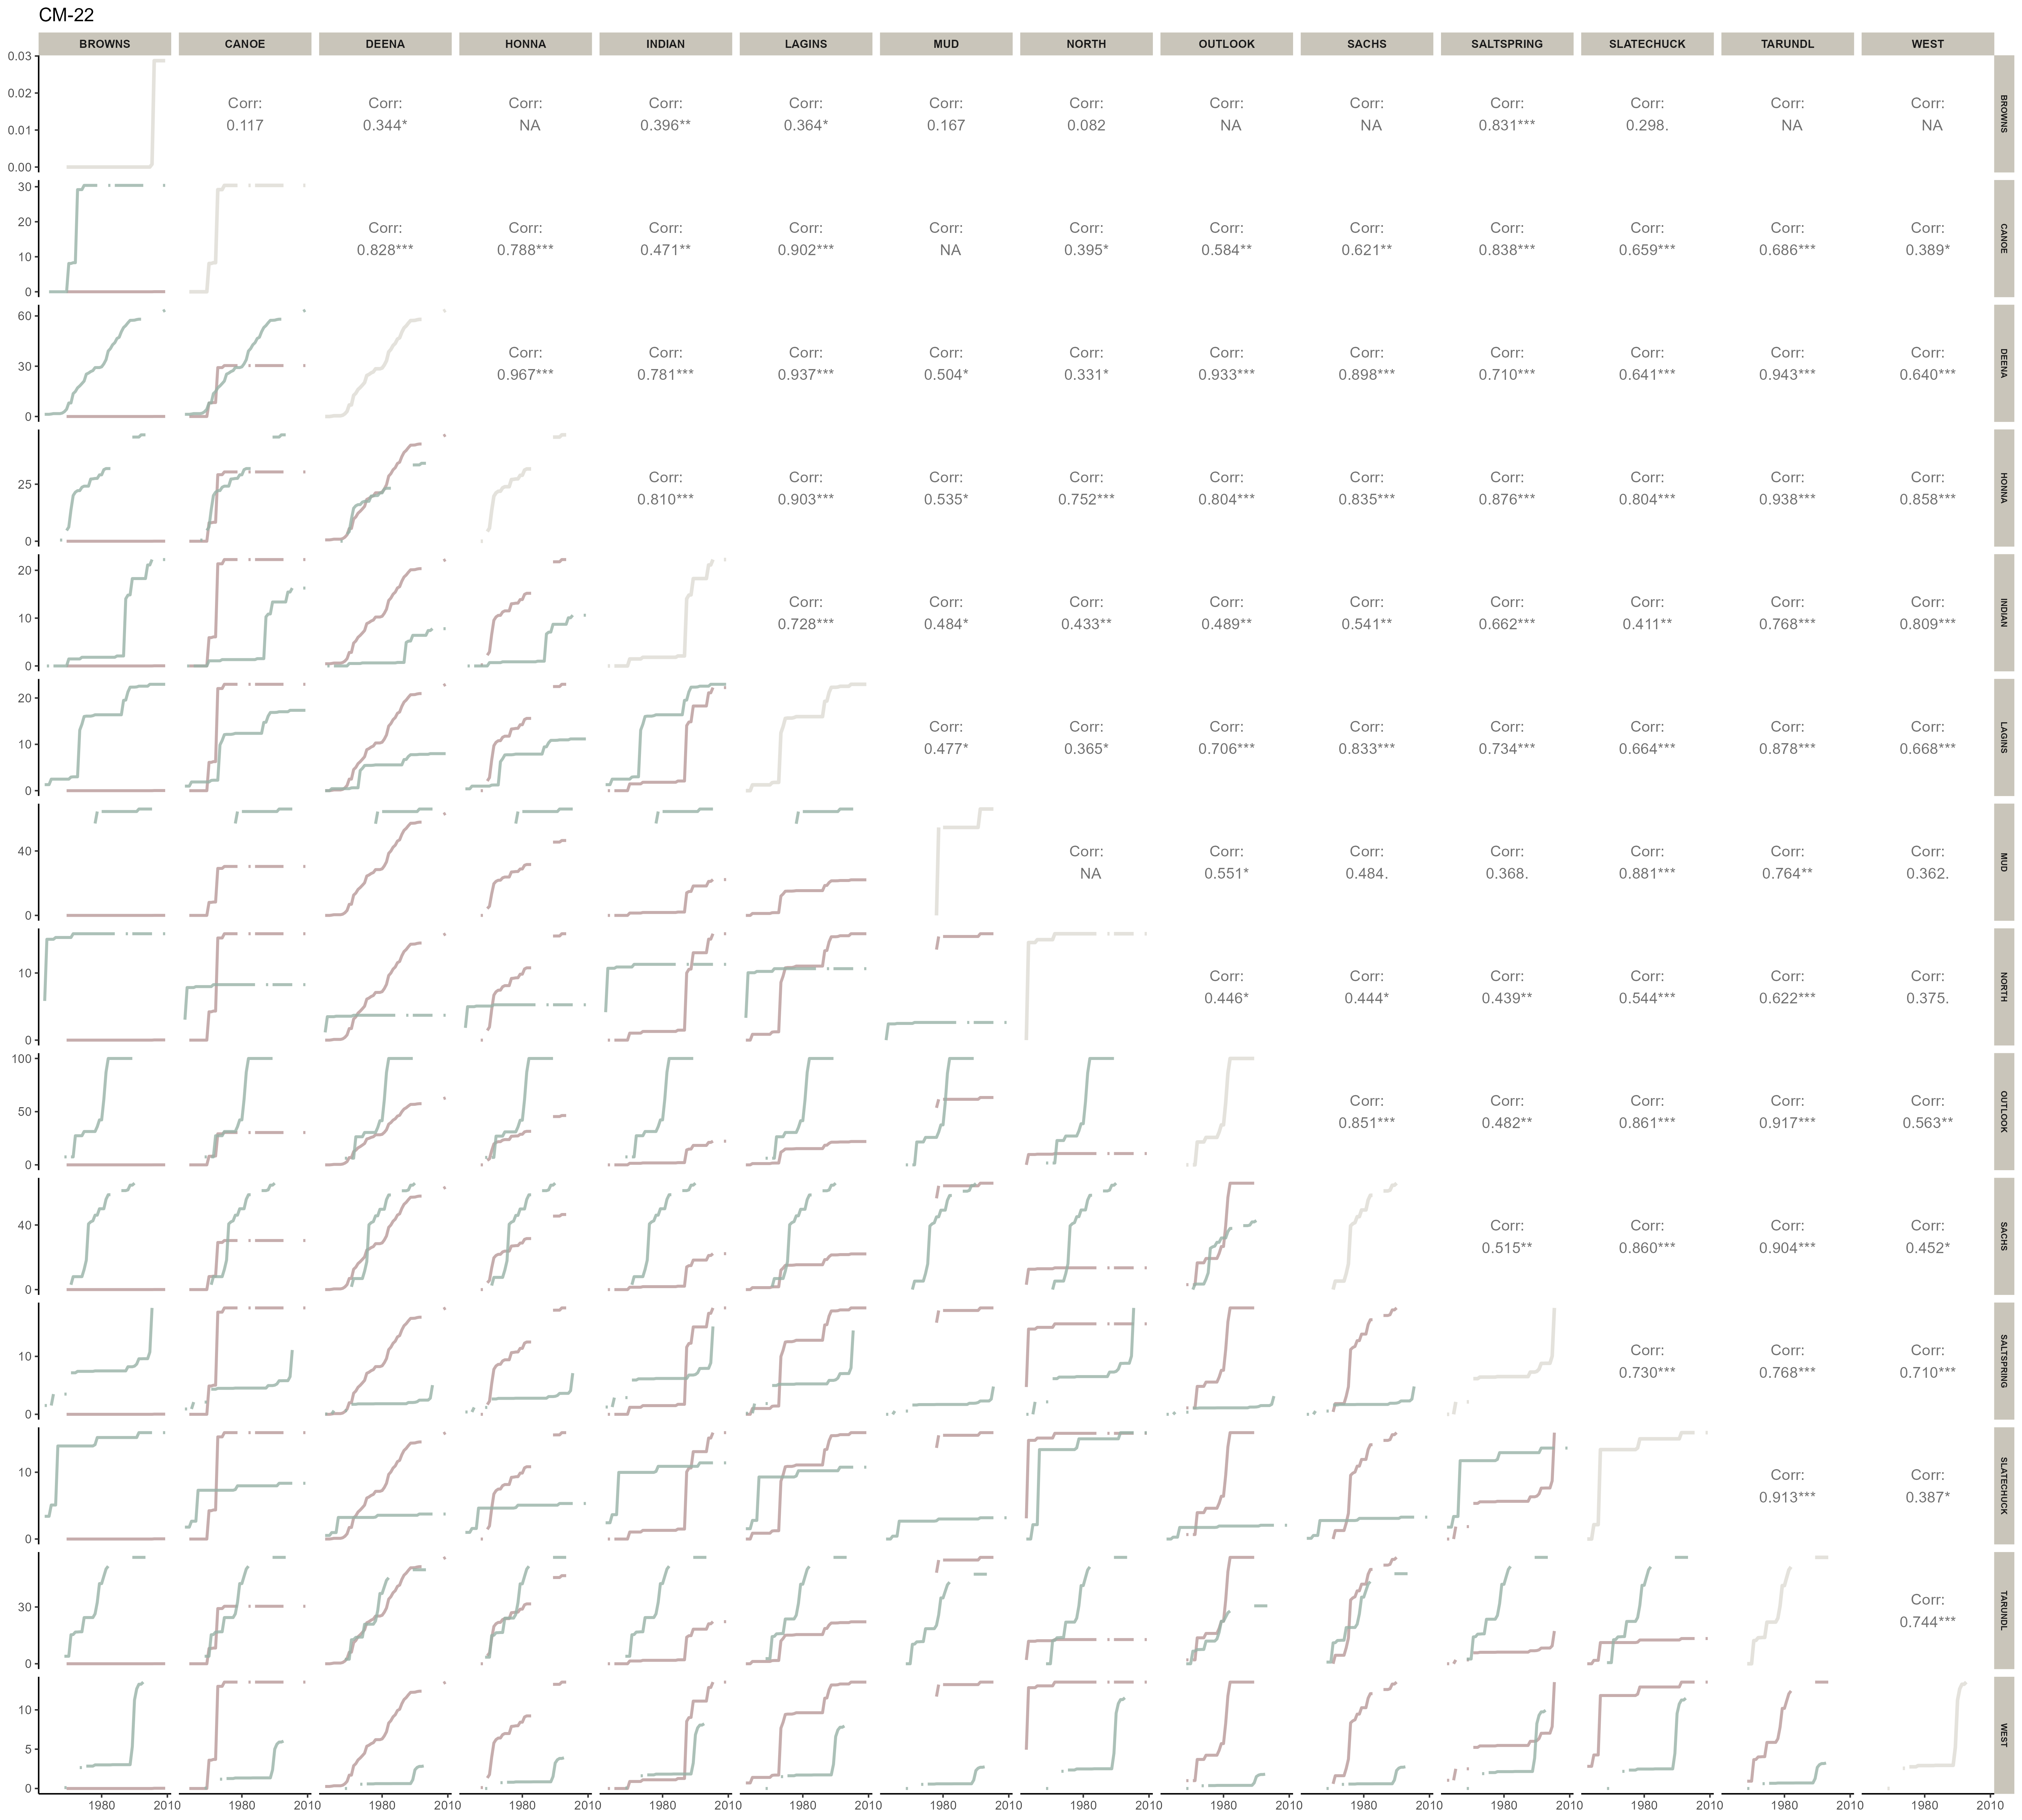 CM-22
BROWNS CANOE DEENA HONNA INDIAN LAGINS MUD NORTH OUTLOOK SACHS SALTSPRING SLATECHUCK TARUNDL WEST
0.03
0.02
0.01
0.00
Corr: Corr: Corr: Corr: Corr: Corr: Corr: Corr: Corr: Corr: Corr: Corr: Corr:
0.117 0.344* NA 0.396** 0.364* 0.167 0.082 NA NA 0.831*** 0.298. NA NA
BROWNS
30
20
10
0
Corr: Corr: Corr: Corr: Corr: Corr: Corr: Corr: Corr: Corr: Corr: Corr:
0.828*** 0.788*** 0.471** 0.902*** NA 0.395* 0.584** 0.621** 0.838*** 0.659*** 0.686*** 0.389*
CANOE
60
30
0
Corr: Corr: Corr: Corr: Corr: Corr: Corr: Corr: Corr: Corr: Corr:
0.967*** 0.781*** 0.937*** 0.504* 0.331* 0.933*** 0.898*** 0.710*** 0.641*** 0.943*** 0.640***
DEENA
25
0
Corr: Corr: Corr: Corr: Corr: Corr: Corr: Corr: Corr: Corr:
0.810*** 0.903*** 0.535* 0.752*** 0.804*** 0.835*** 0.876*** 0.804*** 0.938*** 0.858***
HONNA
20
10
0
Corr: Corr: Corr: Corr: Corr: Corr: Corr: Corr: Corr:
0.728*** 0.484* 0.433** 0.489** 0.541** 0.662*** 0.411** 0.768*** 0.809***
INDIAN
20
10
0
Corr: Corr: Corr: Corr: Corr: Corr: Corr: Corr:
0.477* 0.365* 0.706*** 0.833*** 0.734*** 0.664*** 0.878*** 0.668***
LAGINS
40
0
Corr: Corr: Corr: Corr: Corr: Corr: Corr:
NA 0.551* 0.484. 0.368. 0.881*** 0.764** 0.362.
MUD
10
0
Corr: Corr: Corr: Corr: Corr: Corr:
0.446* 0.444* 0.439** 0.544*** 0.622*** 0.375.
NORTH
100
50
0
Corr: Corr: Corr: Corr: Corr:
0.851*** 0.482** 0.861*** 0.917*** 0.563**
OUTLOOK
40
0
Corr: Corr: Corr: Corr:
0.515** 0.860*** 0.904*** 0.452*
SACHS
10
0
Corr: Corr: Corr:
0.730*** 0.768*** 0.710***
SALTSPRING
10
0
Corr: Corr:
0.913*** 0.387*
SLATECHUCK
30
0
Corr:
0.744***
TARUNDL
10
5
0
WEST
1980 2010 1980 2010 1980 2010 1980 2010 1980 2010 1980 2010 1980 2010 1980 2010 1980 2010 1980 2010 1980 2010 1980 2010 1980 2010 1980 2010